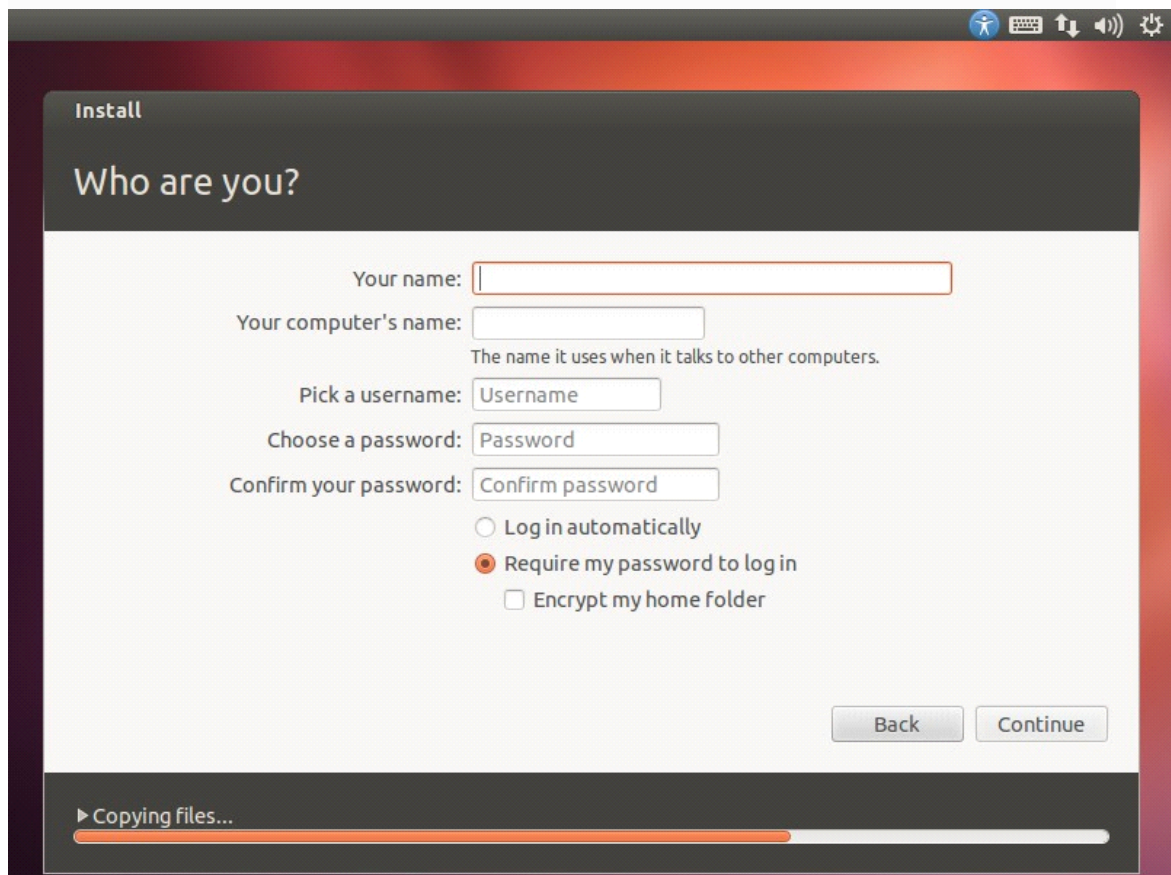 Install
Who are you?
Your name:
Your computer's name:
The name it uses when it talks to other computers.
Pick a username: Username
Choose a password: Password
Confirm your password: Confirm password
Log in automatically
Require my password to log in
Encrypt my home folder
Back Continue
Copying files...